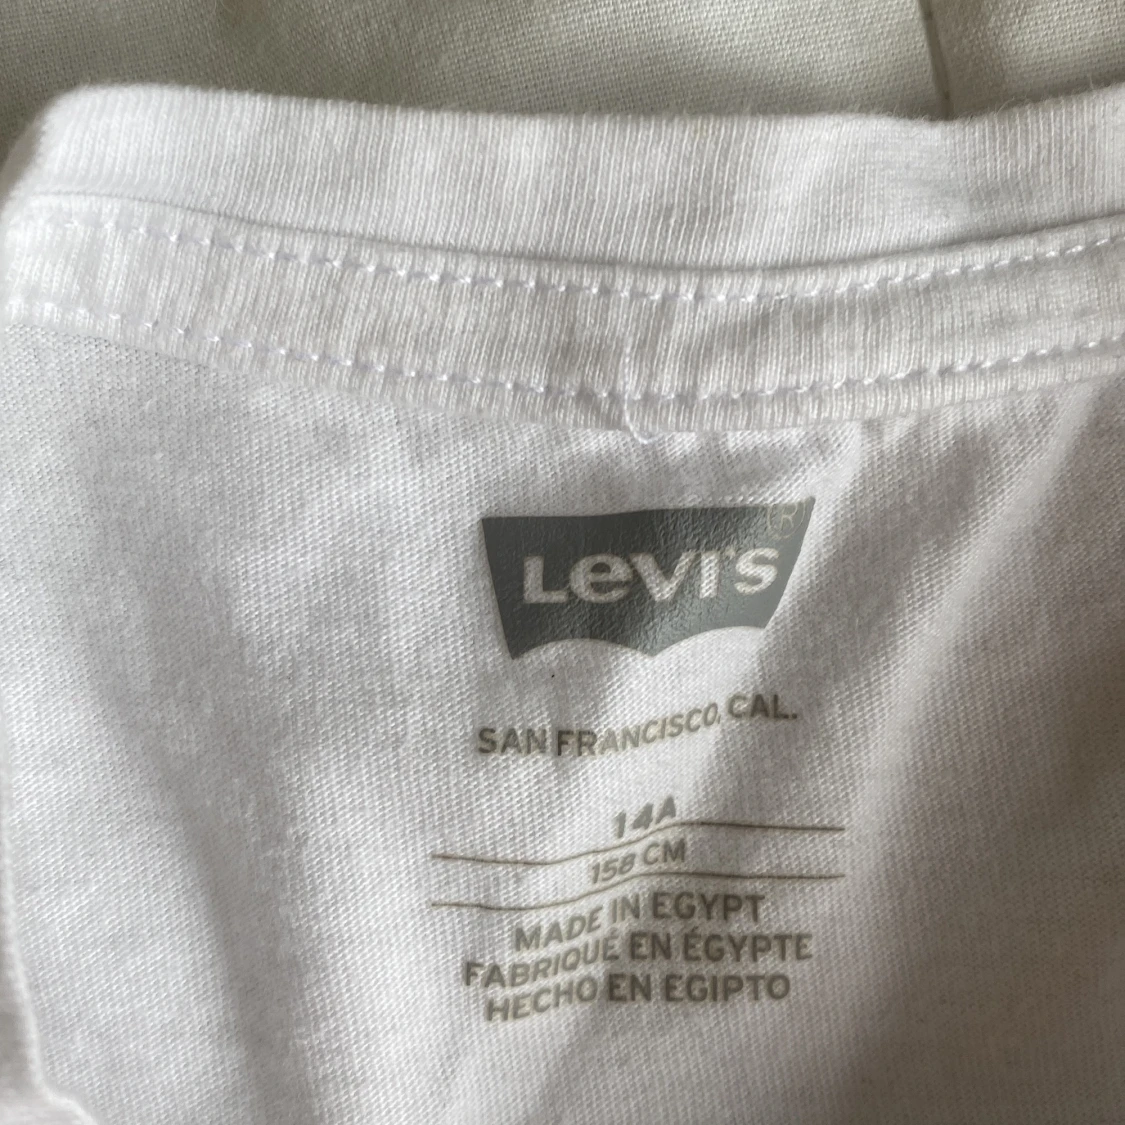 Levi's®
SAN FRANCISCO, CAL.
14A
158 CM
MADE IN EGYPT
FABRIQUÉ EN ÉGYPTE
HECHO EN EGIPTO